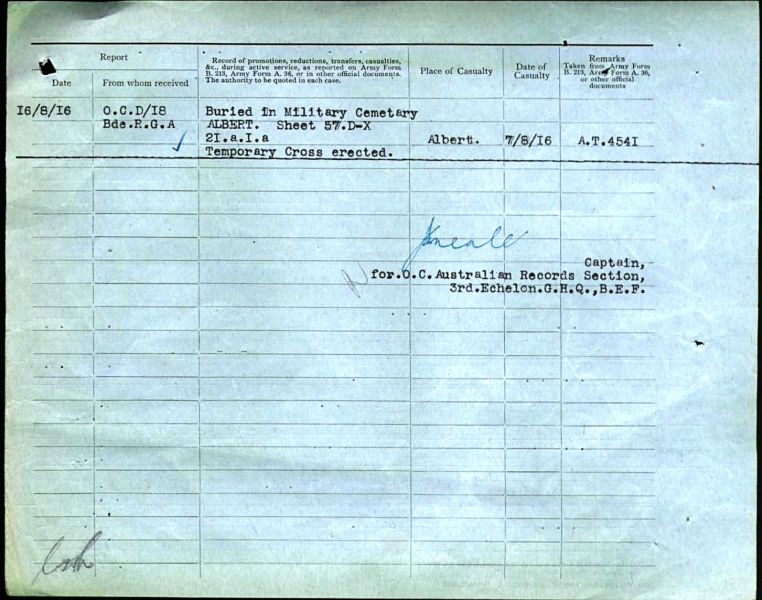 Report
Date
From whom received
Record of promotions, reductions, transfers, casualties,
&c., during active service, as reported on Army Form
B. 213, Army Form A. 36, or in other official documents.
The authority to be quoted in each case.
Place of Casualty
Date of
Casualty
Remarks
Taken from Army Form
B. 213, Army Form A. 36,
or other official
documents
16/8/16
O.C.D/18
Bde.R.G.A
Buried in Military Cemetary
ALBERT. Sheet 57.D-X
2I.a.I.a
Temporary Cross erected.
Albert.
7/8/16
A.T.454I
Captain,
for.O.C.Australian Records Section,
3rd.Echelon.G.H.Q.,B.E.F.